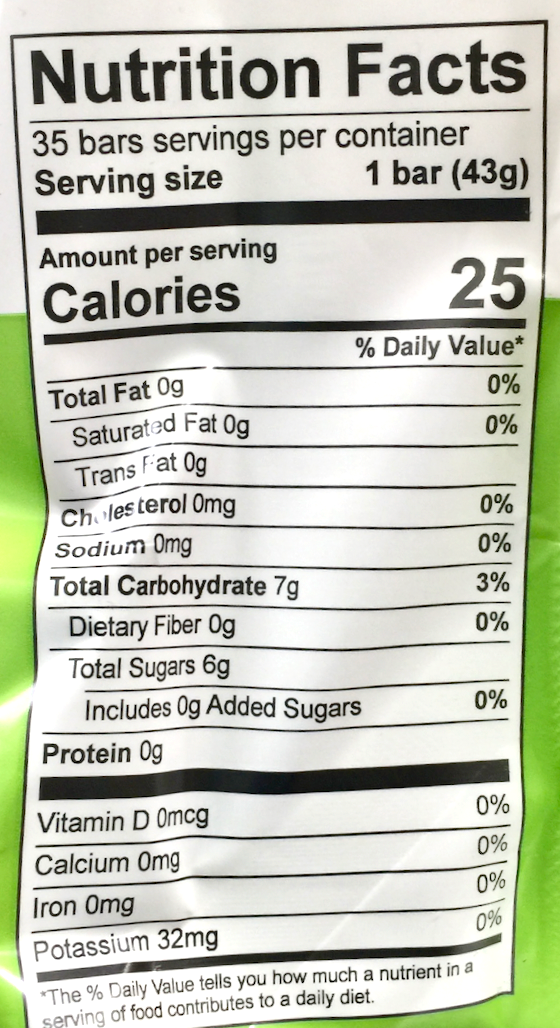 Nutrition Facts
35 bars servings per container
Serving size 1 bar (43g)
Amount per serving
Calories 25
% Daily Value*
Total Fat 0g 0%
Saturated Fat 0g 0%
Trans Fat 0g
Cholesterol 0mg 0%
Sodium 0mg 0%
Total Carbohydrate 7g 3%
Dietary Fiber 0g 0%
Total Sugars 6g
Includes 0g Added Sugars 0%
Protein 0g
Vitamin D 0mcg 0%
Calcium 0mg 0%
Iron 0mg 0%
Potassium 32mg 0%
*The % Daily Value tells you how much a nutrient in a
serving of food contributes to a daily diet.